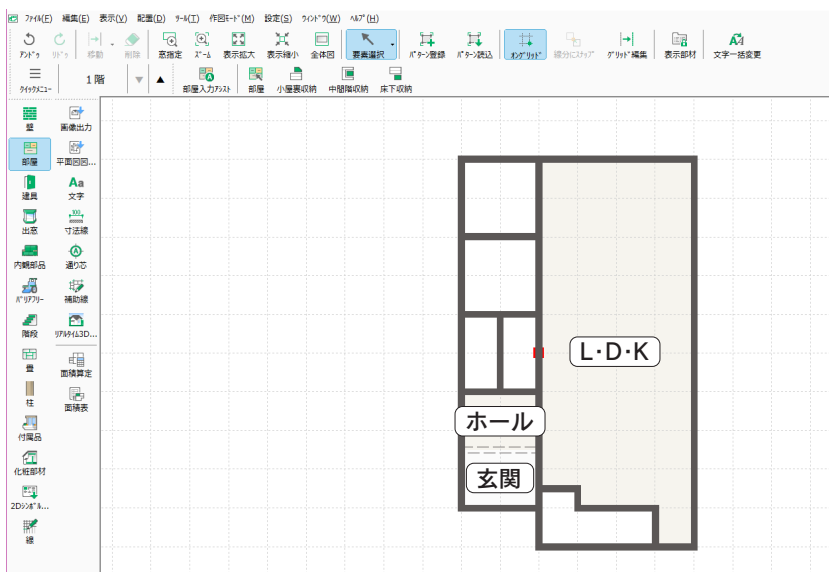 ファイル(F) 編集(E) 表示(V) 配置(D) ツール(T) 作図モード(M) 設定(S) ウィンドウ(W) ヘルプ(H)
アンドゥ リドゥ 移動 削除 窓指定 ズーム 表示拡大 表示縮小 全体図 要素選択 パターン登録 パターン読込 オングリッド 線分にスナップ グリッド編集 表示部材 文字一括変更
クイックメニュー 1階 ▼ ▲ 部屋入力アシスト 部屋 小屋裏収納 中間階収納 床下収納
壁 画像出力
部屋 平面図図...
Aa
建具 文字
100
出窓 寸法線
A
内観部品 通り芯
バリアフリー 補助線
階段 リアルタイム3D...
畳 面積算定
柱 面積表
付属品
化粧部材
2Dシンボル...
線
L・D・K
ホール
玄関